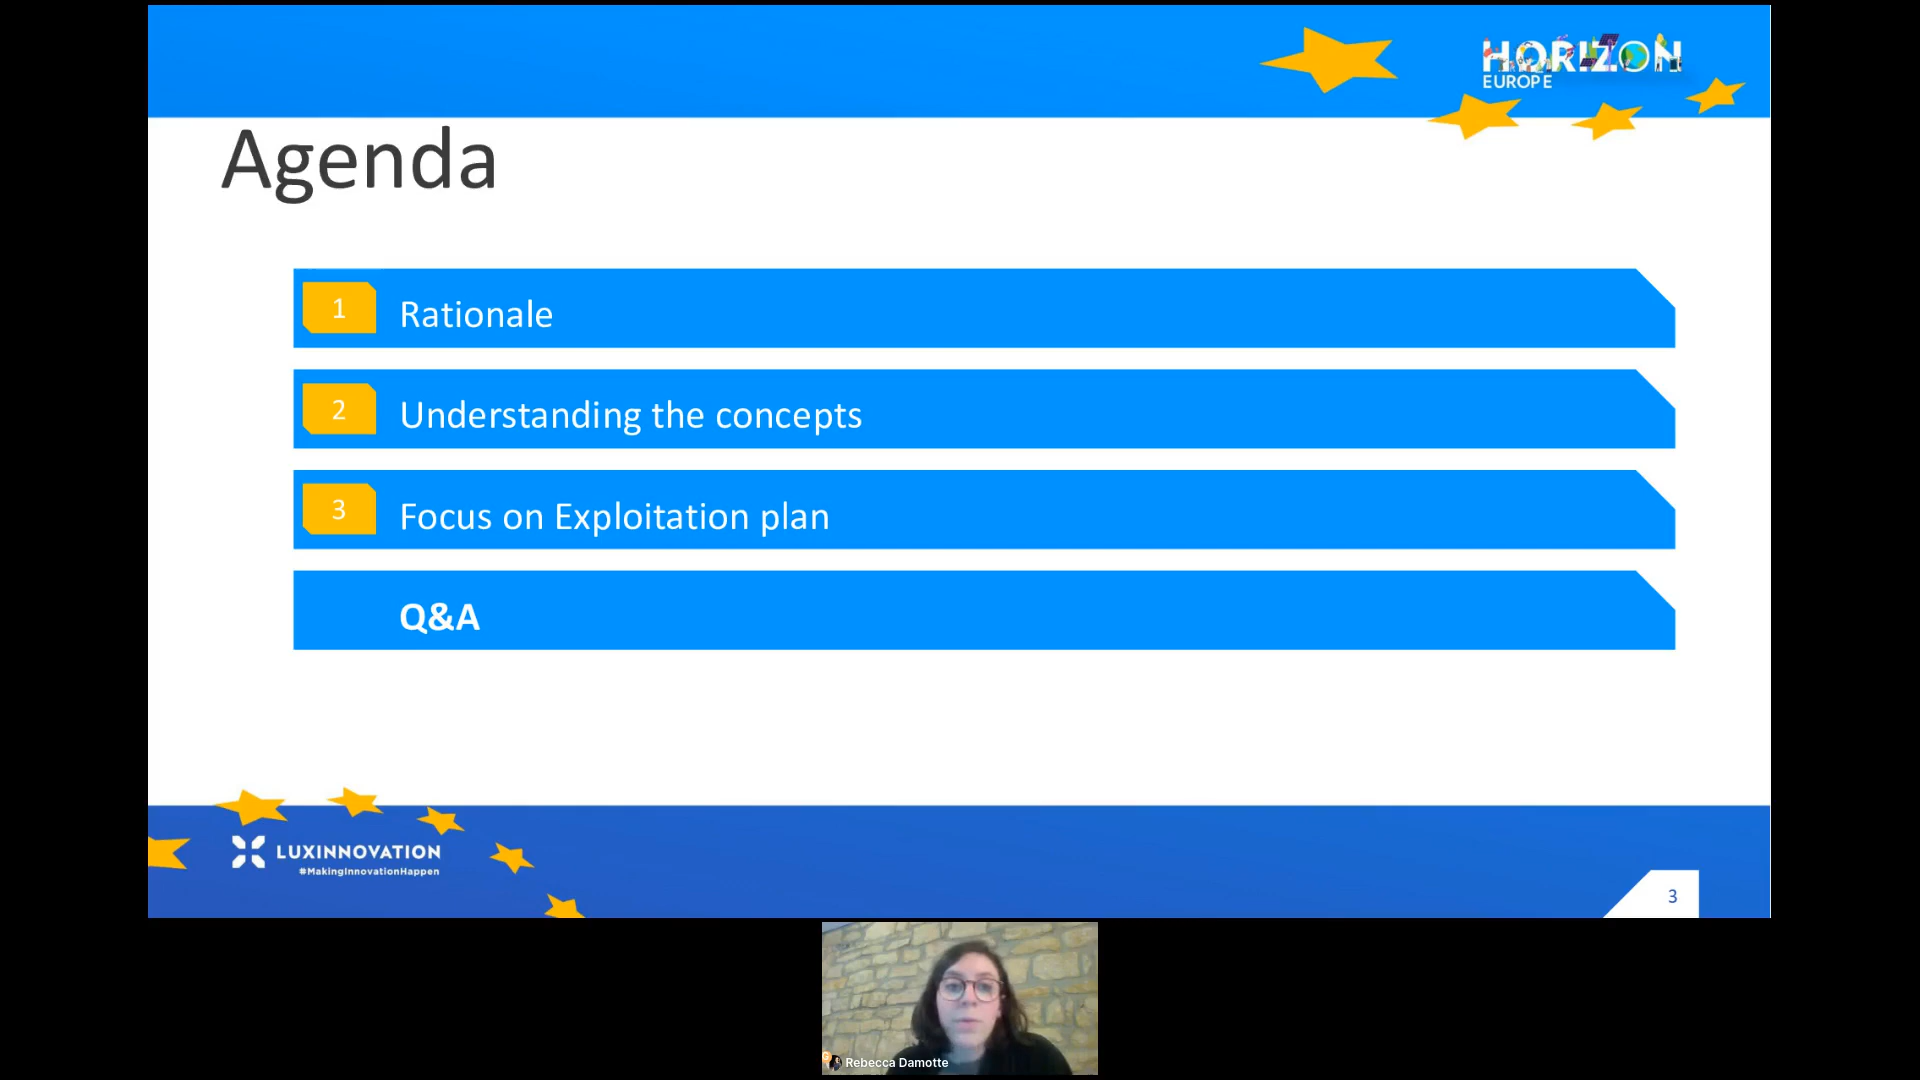 HORIZON
EUROPE
Agenda
1 Rationale
2 Understanding the concepts
3 Focus on Exploitation plan
Q&A
LUXINNOVATION
#MakingInnovationHappen
3
Rebecca Damotte